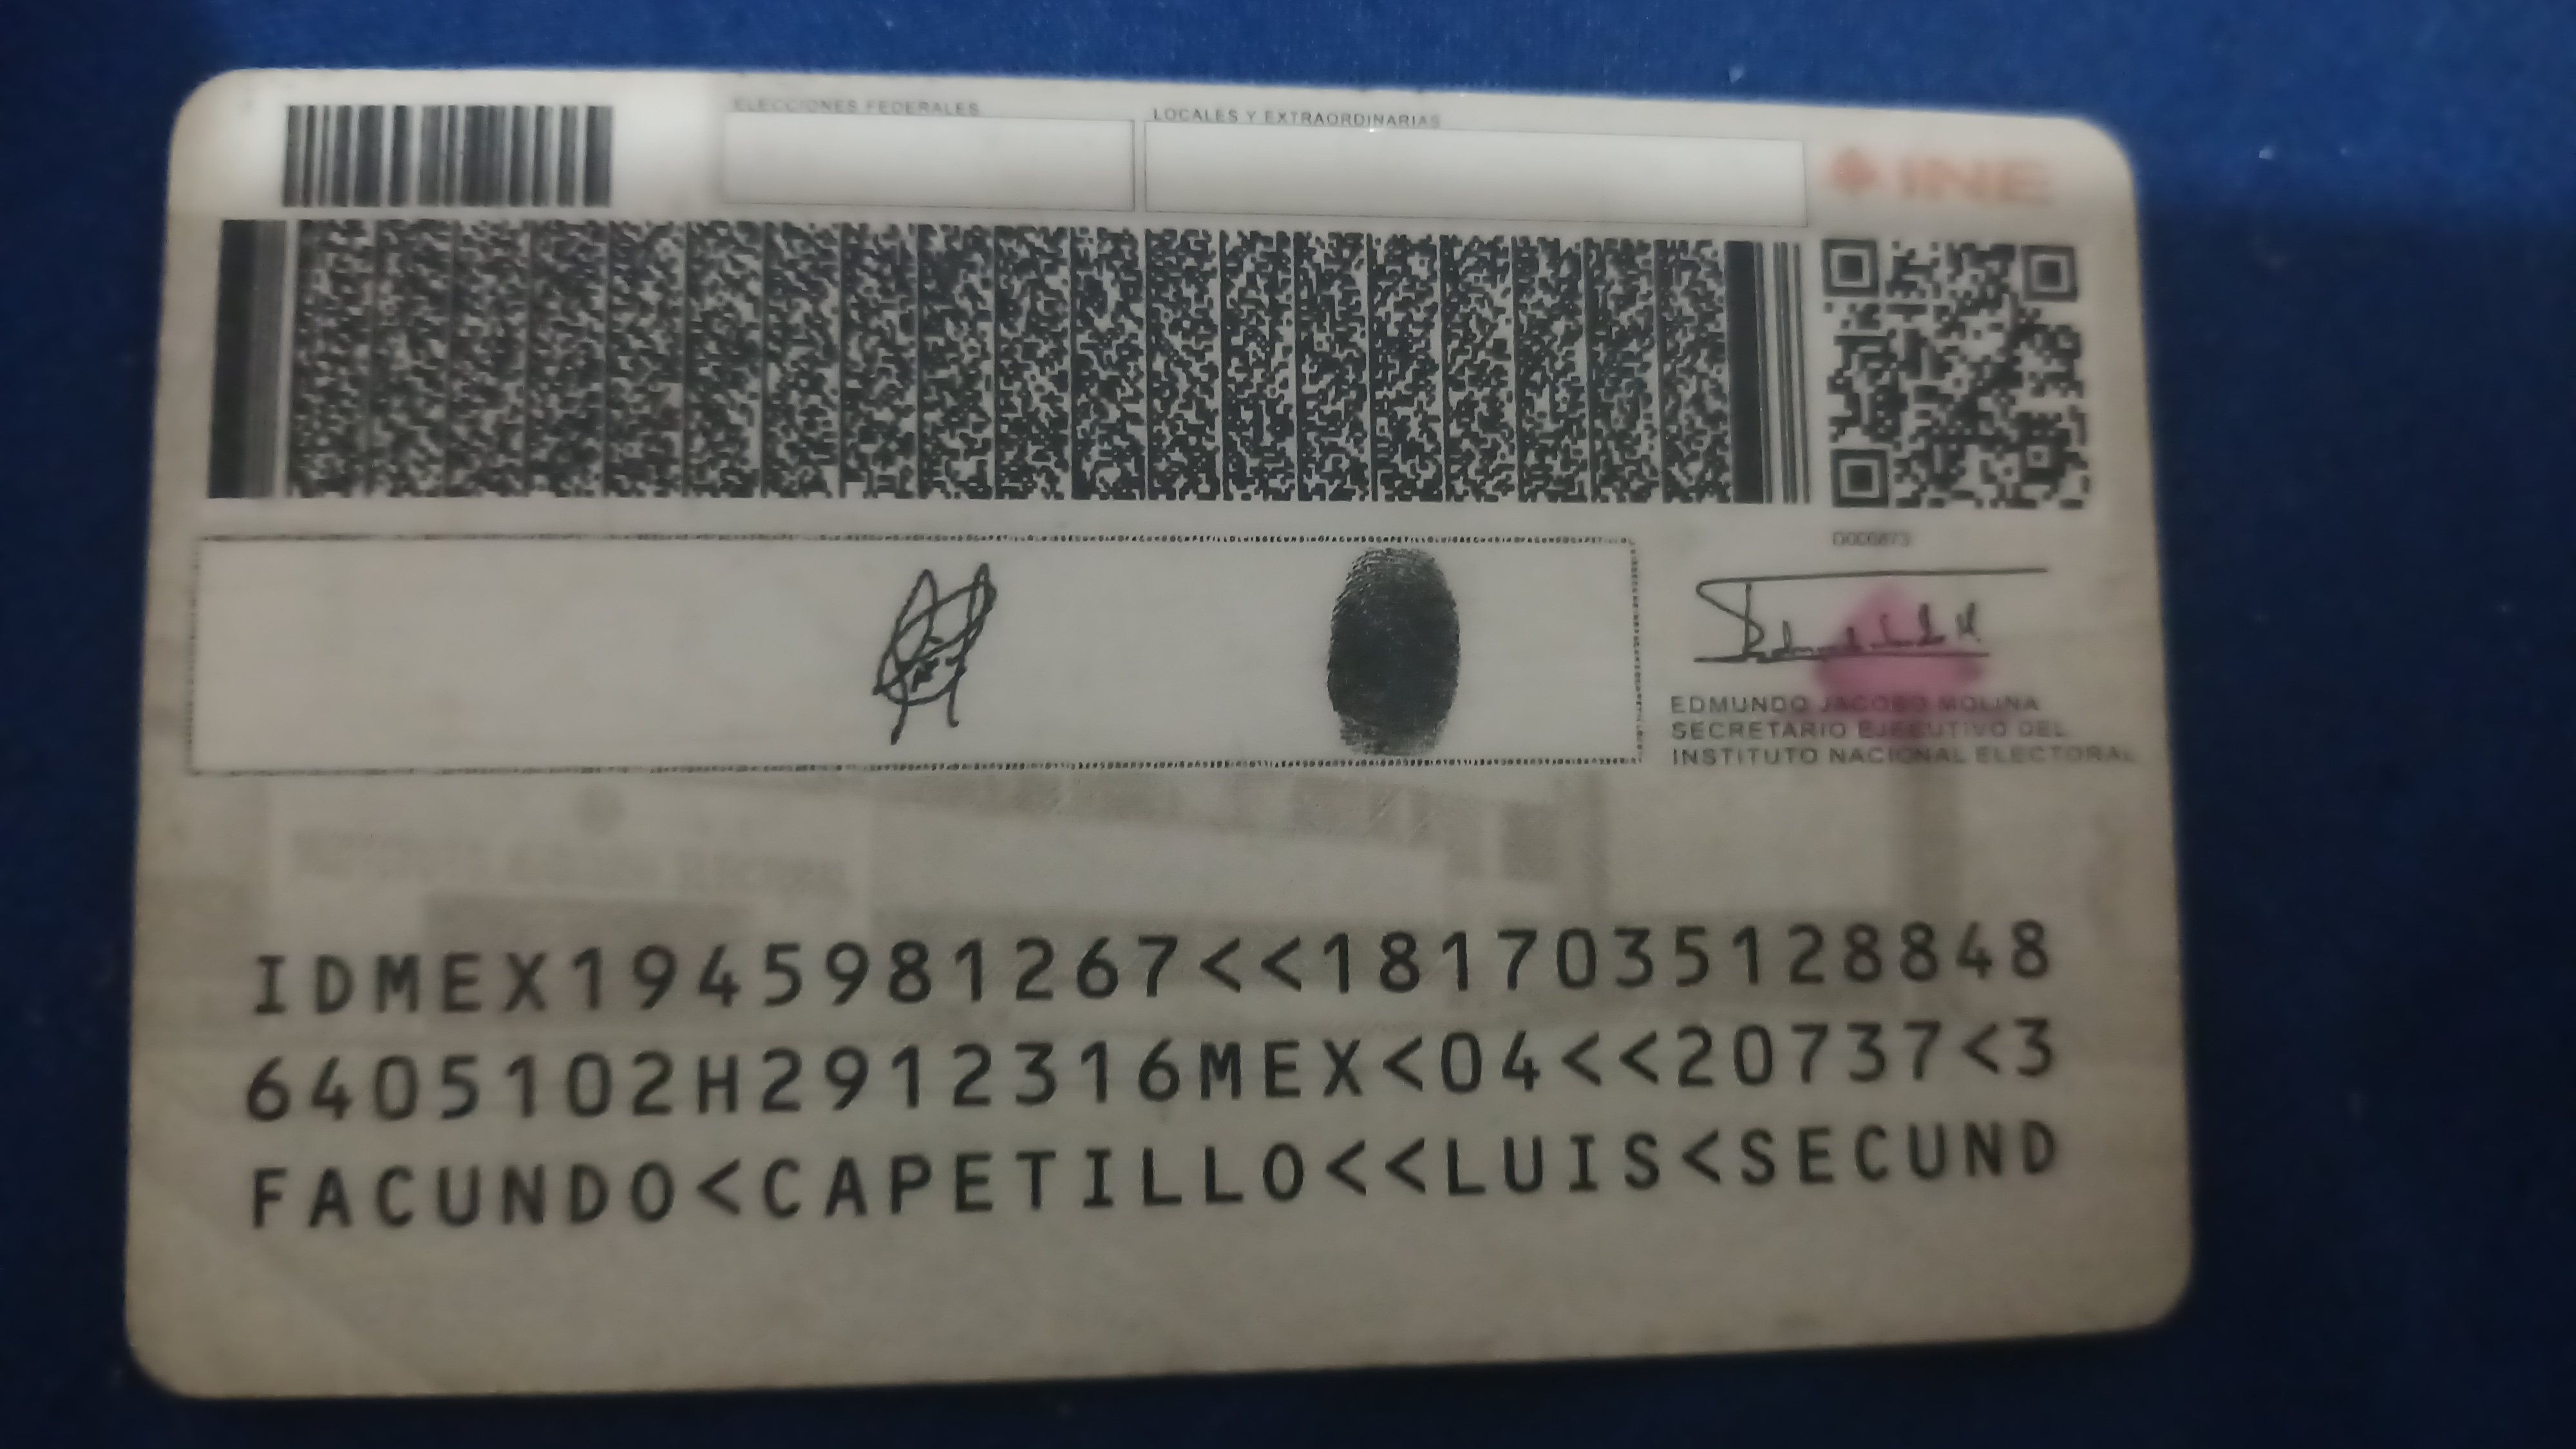 ELECCIONES FEDERALES
LOCALES Y EXTRAORDINARIAS
INE
EDMUNDO JACOBO MOLINA
SECRETARIO EJECUTIVO DEL
INSTITUTO NACIONAL ELECTORAL
IDMEX1945981267<<1817035128848
6405102H2912316MEX<04<<20737<3
FACUNDO<CAPETILLO<<LUIS<SECUND